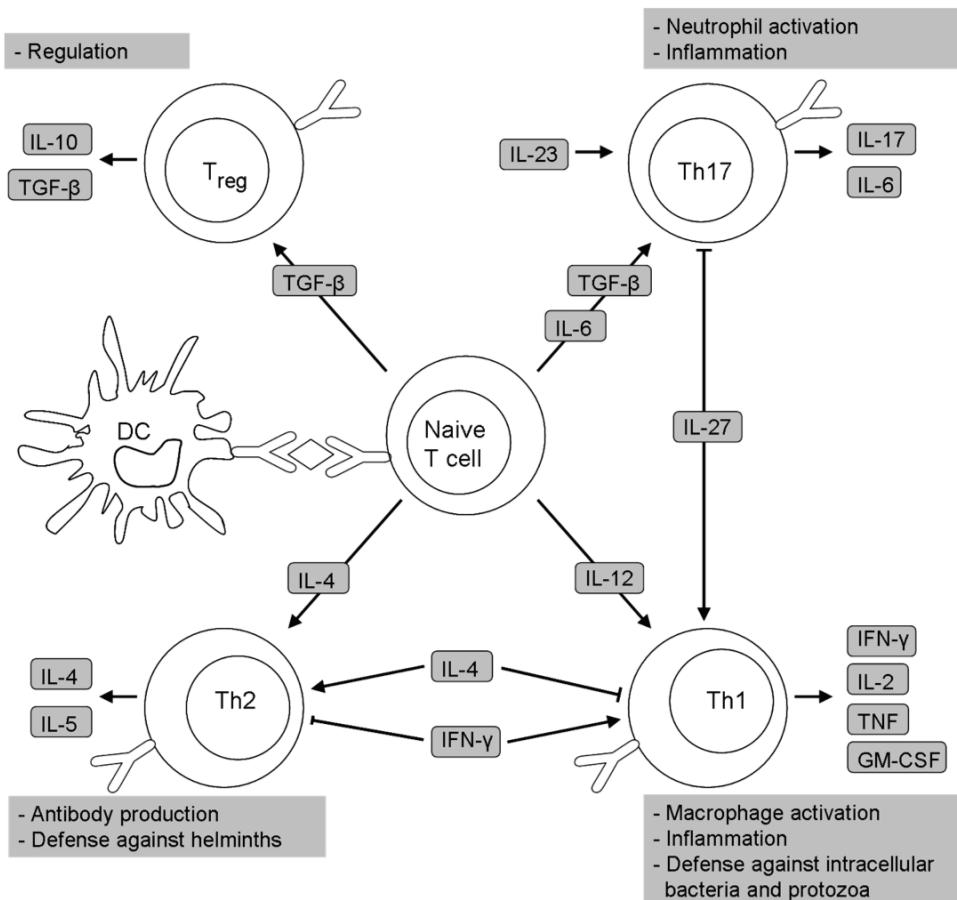 - Regulation
- Neutrophil activation
- Inflammation
IL-10
TGF-β
Treg
IL-23
Th17
IL-17
IL-6
TGF-β
TGF-β
IL-6
DC
Naive
T cell
IL-27
IL-4
IL-12
IL-4
IL-5
Th2
IL-4
IFN-γ
Th1
IFN-γ
IL-2
TNF
GM-CSF
- Antibody production
- Defense against helminths
- Macrophage activation
- Inflammation
- Defense against intracellular
bacteria and protozoa